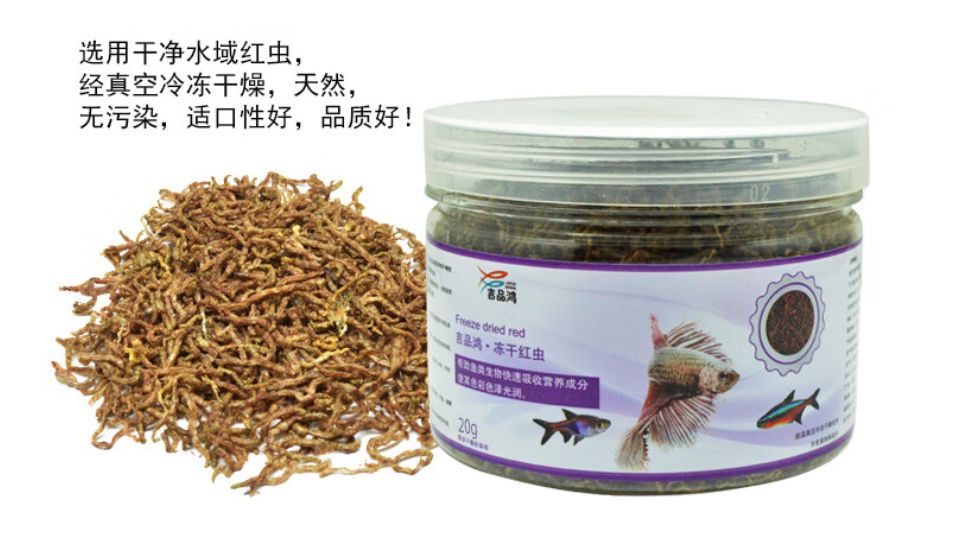 选用干净水域红虫，
经真空冷冻干燥，天然，
无污染，适口性好，品质好！
02
吉品鸿
Freeze dried red
吉品鸿·冻干红虫
帮助鱼类生物快速吸收营养成分
使其色彩色泽光润。
20g